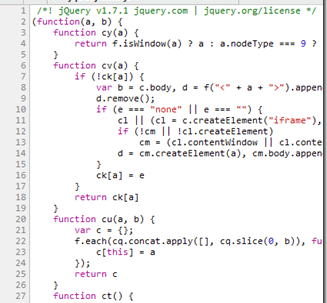 1 /*! jQuery v1.7.1 jquery.com | jquery.org/license */
2 (function(a, b) {
3 function cy(a) {
4 return f.isWindow(a) ? a : a.nodeType === 9 ?
5 }
6 function cv(a) {
7 if (!ck[a]) {
8 var b = c.body, d = f("<" + a + ">").appen
9 d.remove();
10 if (e === "none" || e === "") {
11 cl || (cl = c.createElement("iframe"),
12 if (!cm || !cl.createElement)
13 cm = (cl.contentWindow || cl.conte
14 d = cm.createElement(a), cm.body.appen
15 }
16 ck[a] = e
17 }
18 return ck[a]
19 }
20 function cu(a, b) {
21 var c = {};
22 f.each(cq.concat.apply([], cq.slice(0, b)), fu
23 c[this] = a
24 });
25 return c
26 }
27 function ct() {